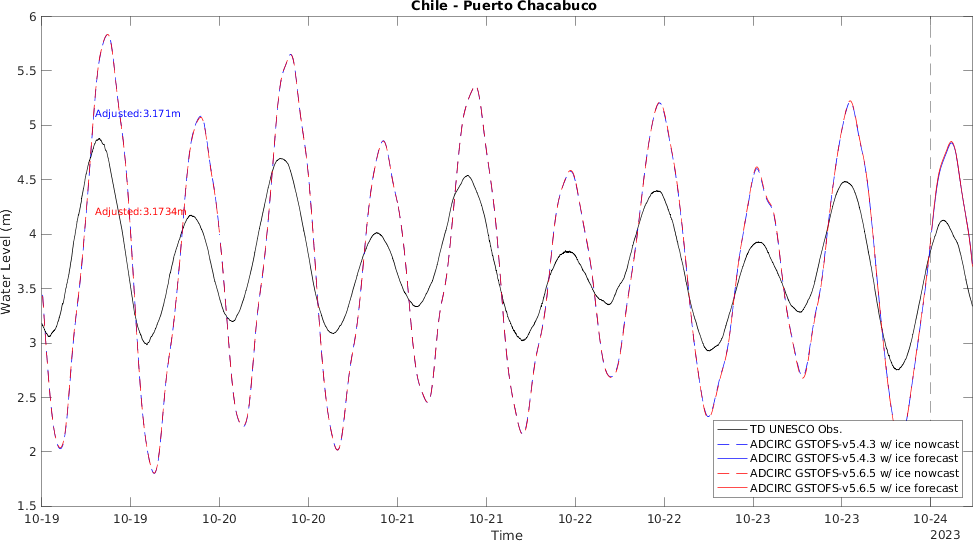 Chile - Puerto Chacabuco
6
5.5
5
4.5
4
3.5
3
2.5
2
1.5
Water Level (m)
Adjusted:3.171m
Adjusted:3.1734m
TD UNESCO Obs.
ADCIRC GSTOFS-v5.4.3 w/ ice nowcast
ADCIRC GSTOFS-v5.4.3 w/ ice forecast
ADCIRC GSTOFS-v5.6.5 w/ ice nowcast
ADCIRC GSTOFS-v5.6.5 w/ ice forecast
10-19 10-19 10-20 10-20 10-21 10-21 10-22 10-22 10-23 10-23 10-24
Time
2023